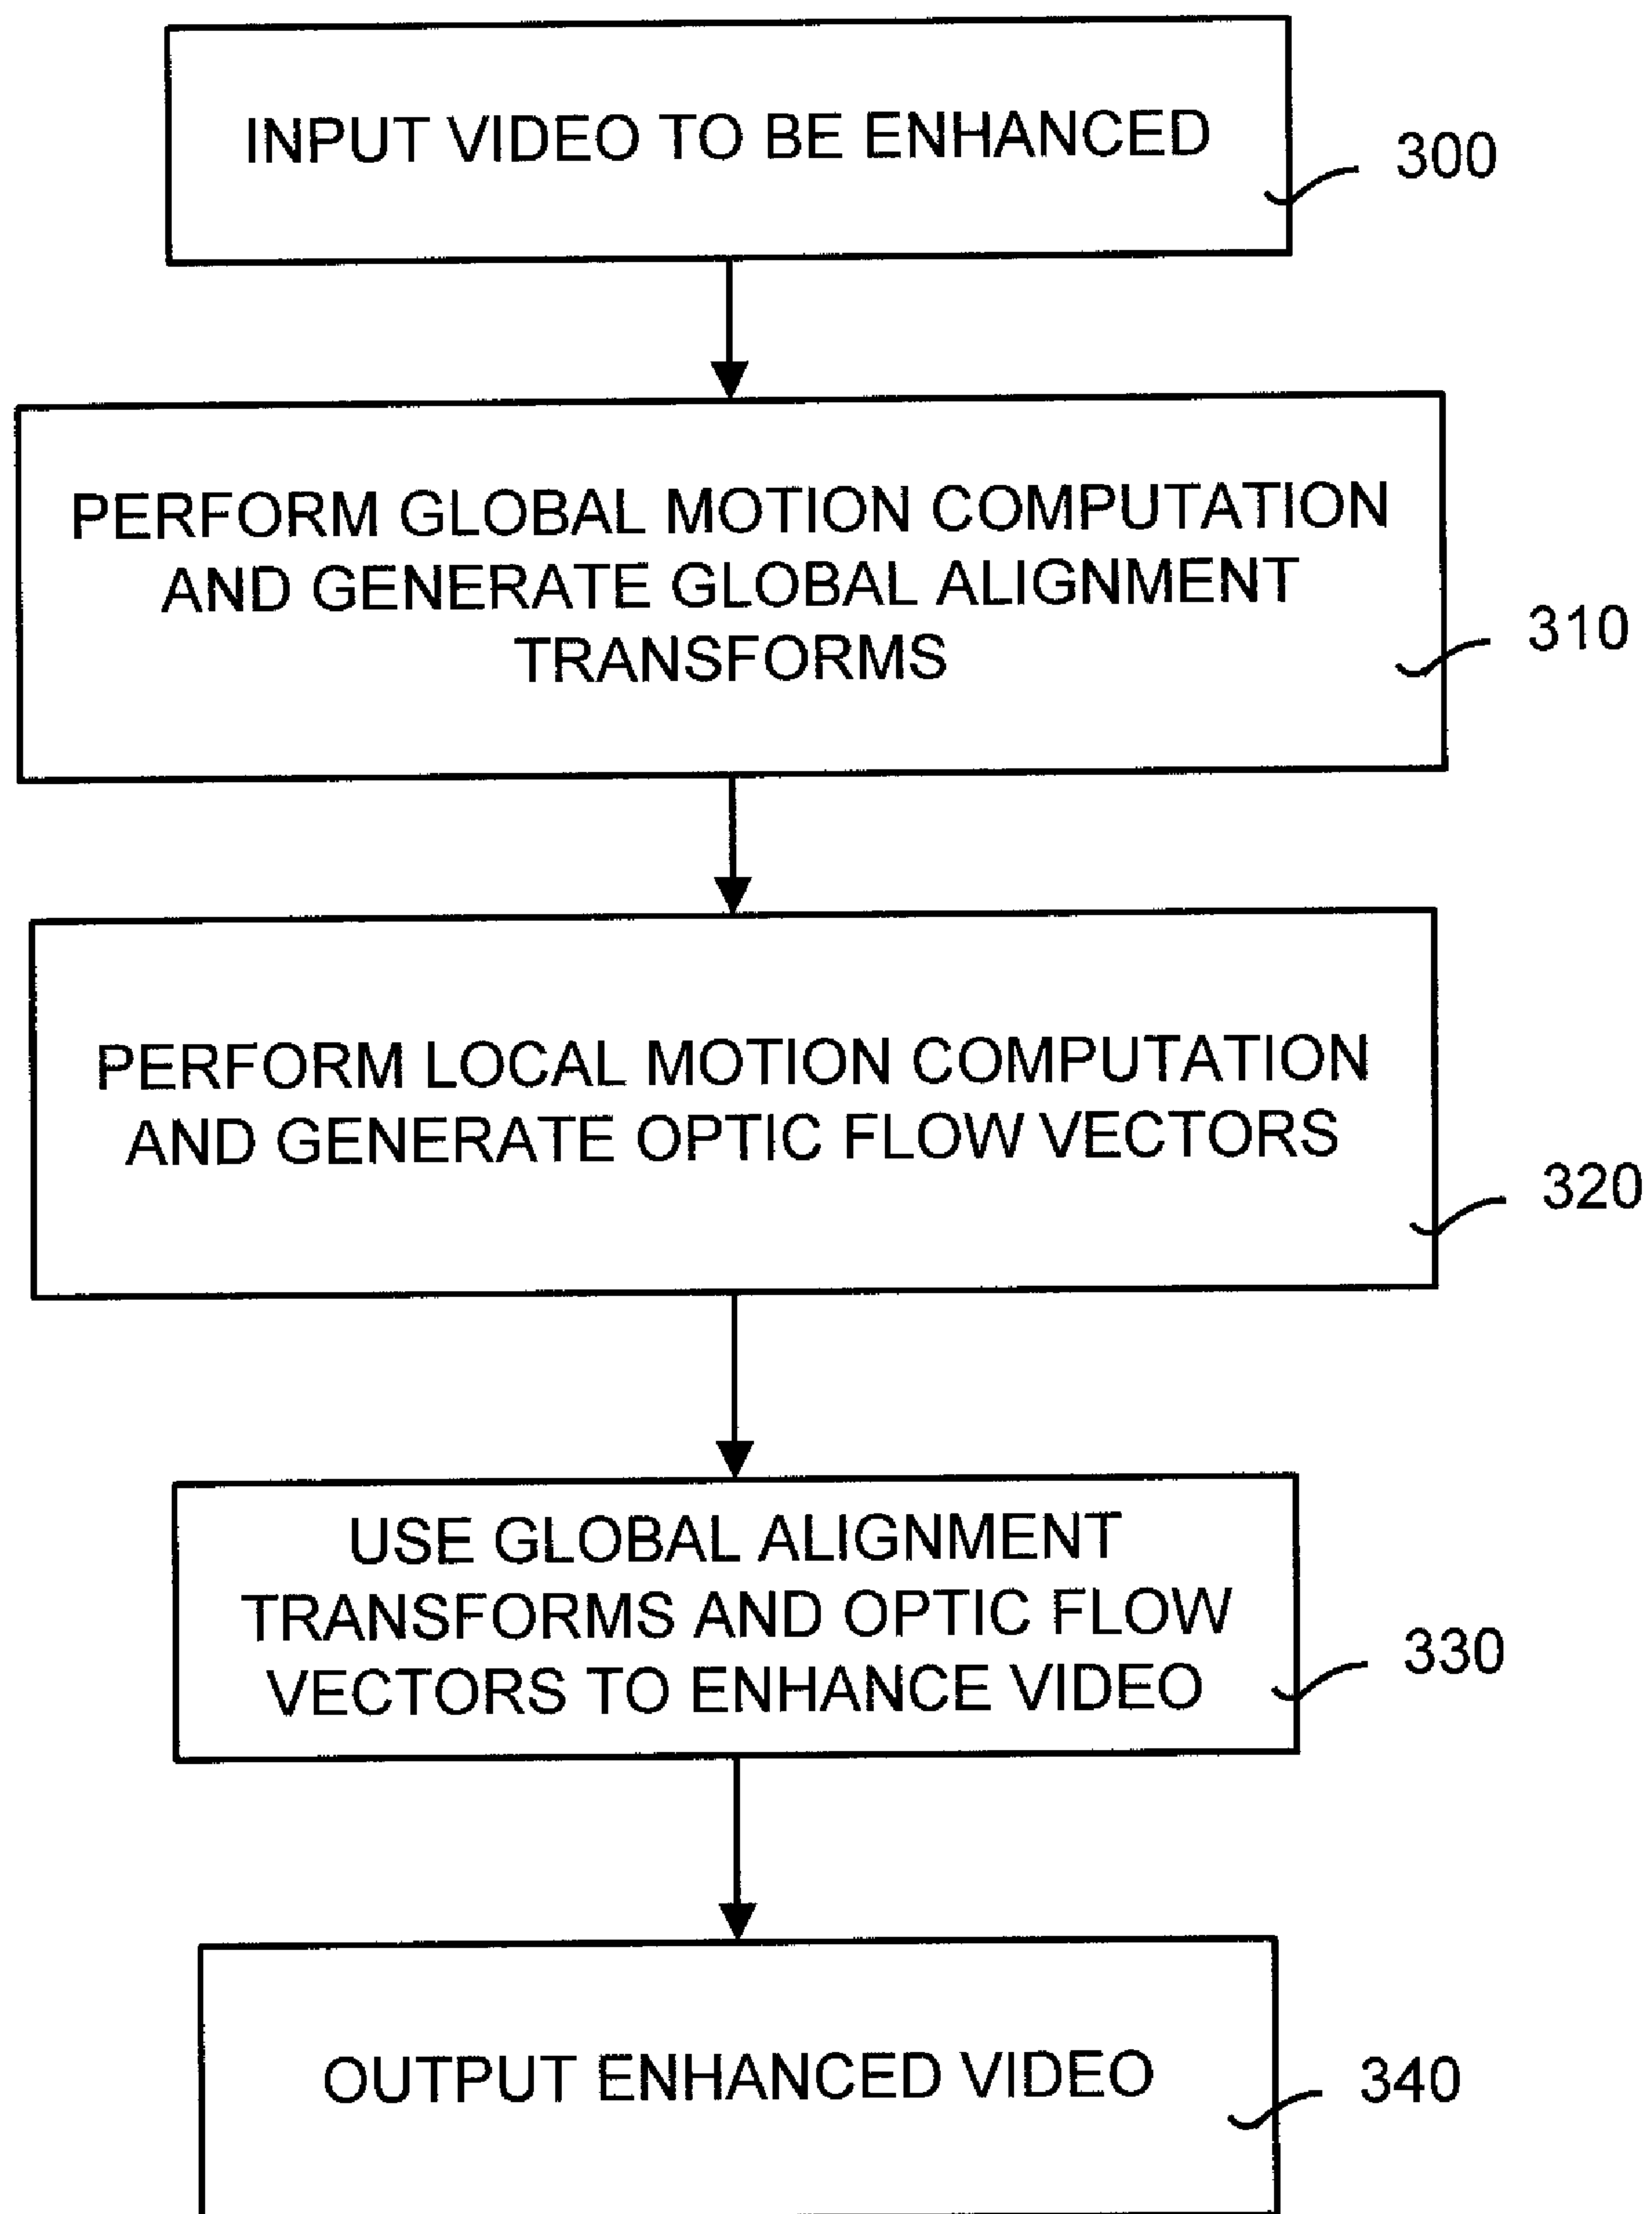 INPUT VIDEO TO BE ENHANCED
300
PERFORM GLOBAL MOTION COMPUTATION
AND GENERATE GLOBAL ALIGNMENT
TRANSFORMS
310
PERFORM LOCAL MOTION COMPUTATION
AND GENERATE OPTIC FLOW VECTORS
320
USE GLOBAL ALIGNMENT
TRANSFORMS AND OPTIC FLOW
VECTORS TO ENHANCE VIDEO
330
OUTPUT ENHANCED VIDEO
340